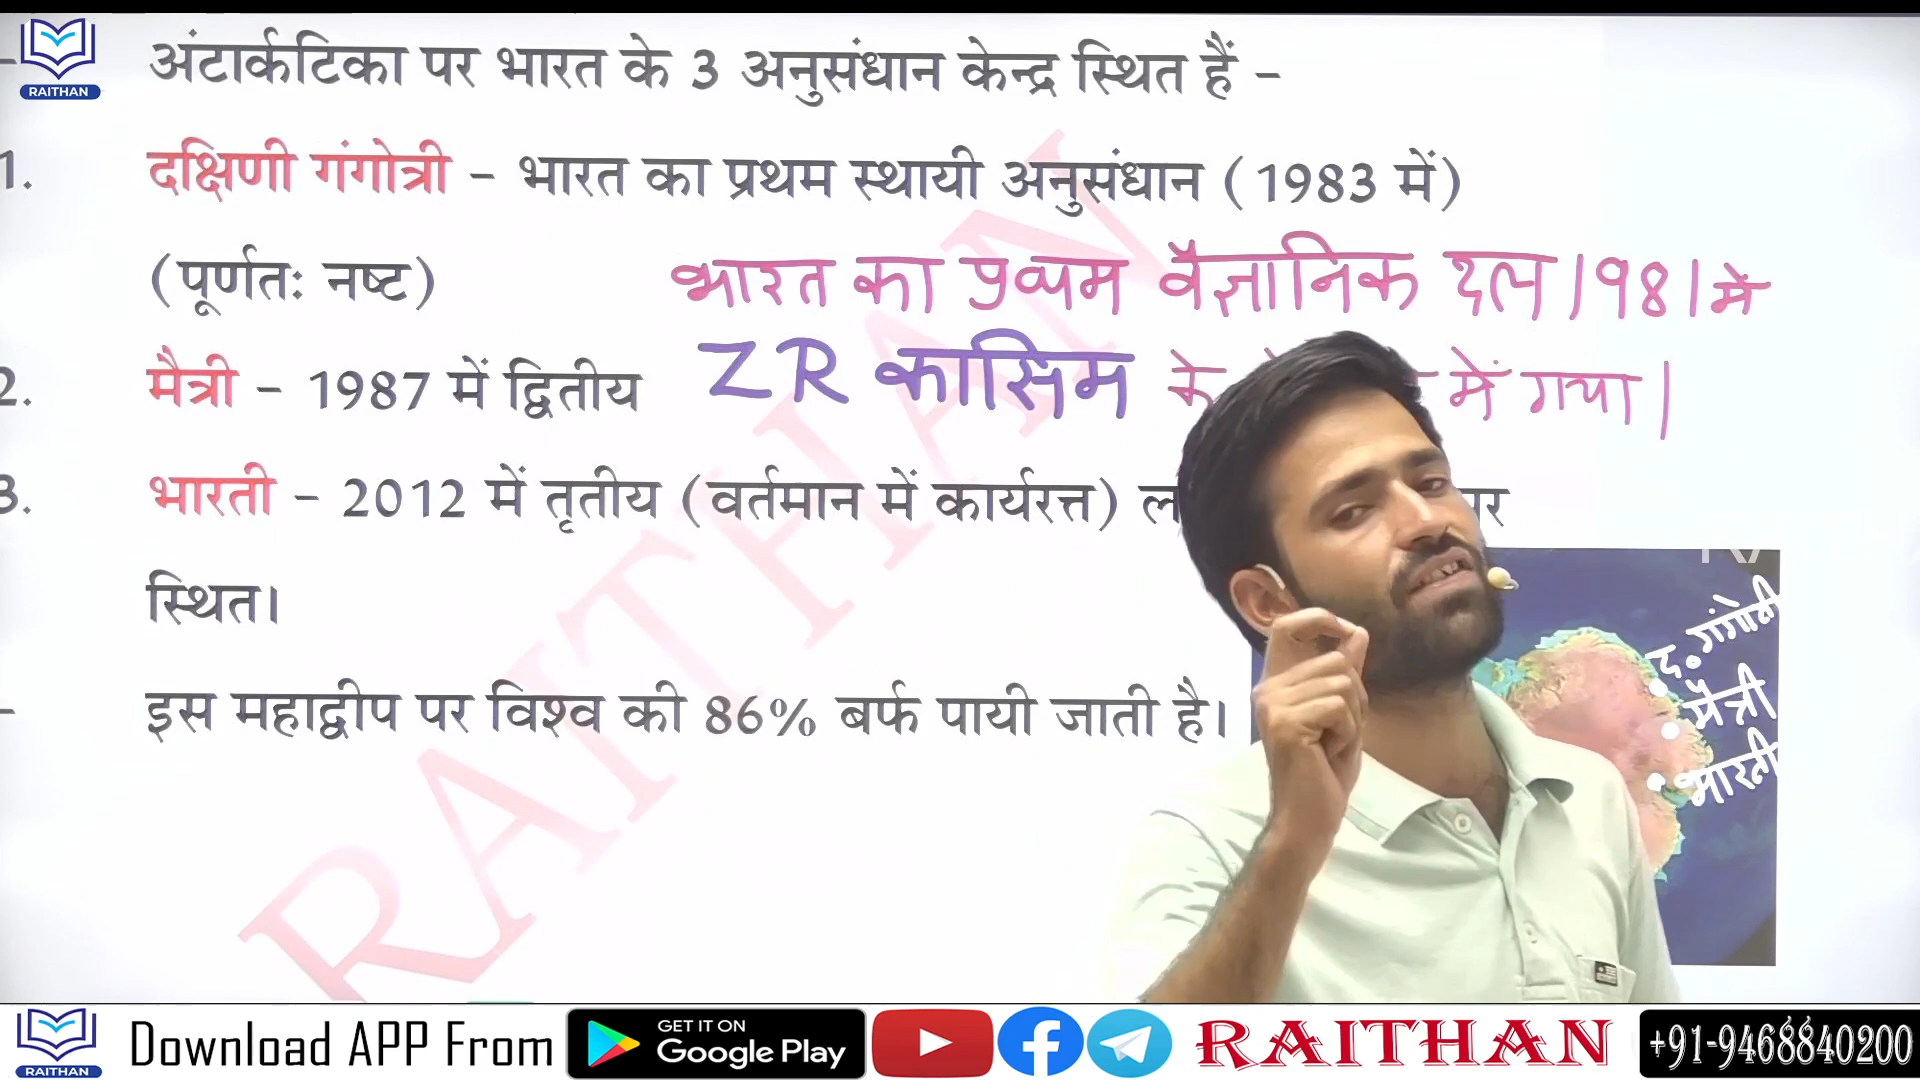 RAITHAN
- अंटार्कटिका पर भारत के 3 अनुसंधान केन्द्र स्थित हैं -
1. दक्षिणी गंगोत्री - भारत का प्रथम स्थायी अनुसंधान (1983 में)
(पूर्णतः नष्ट)
भारत का प्रथम वैज्ञानिक दल 1981 में
2. मैत्री - 1987 में द्वितीय
ZR कासिम के में गया।
3. भारती - 2012 में तृतीय (वर्तमान में कार्यरत्त)
स्थित।
द. गंगोत्री
मैत्री
भारती
- इस महाद्वीप पर विश्व की 86% बर्फ पायी जाती है।
RAITHAN
RAITHAN
Download APP From
GET IT ON
Google Play
RAITHAN
+91-9468840200